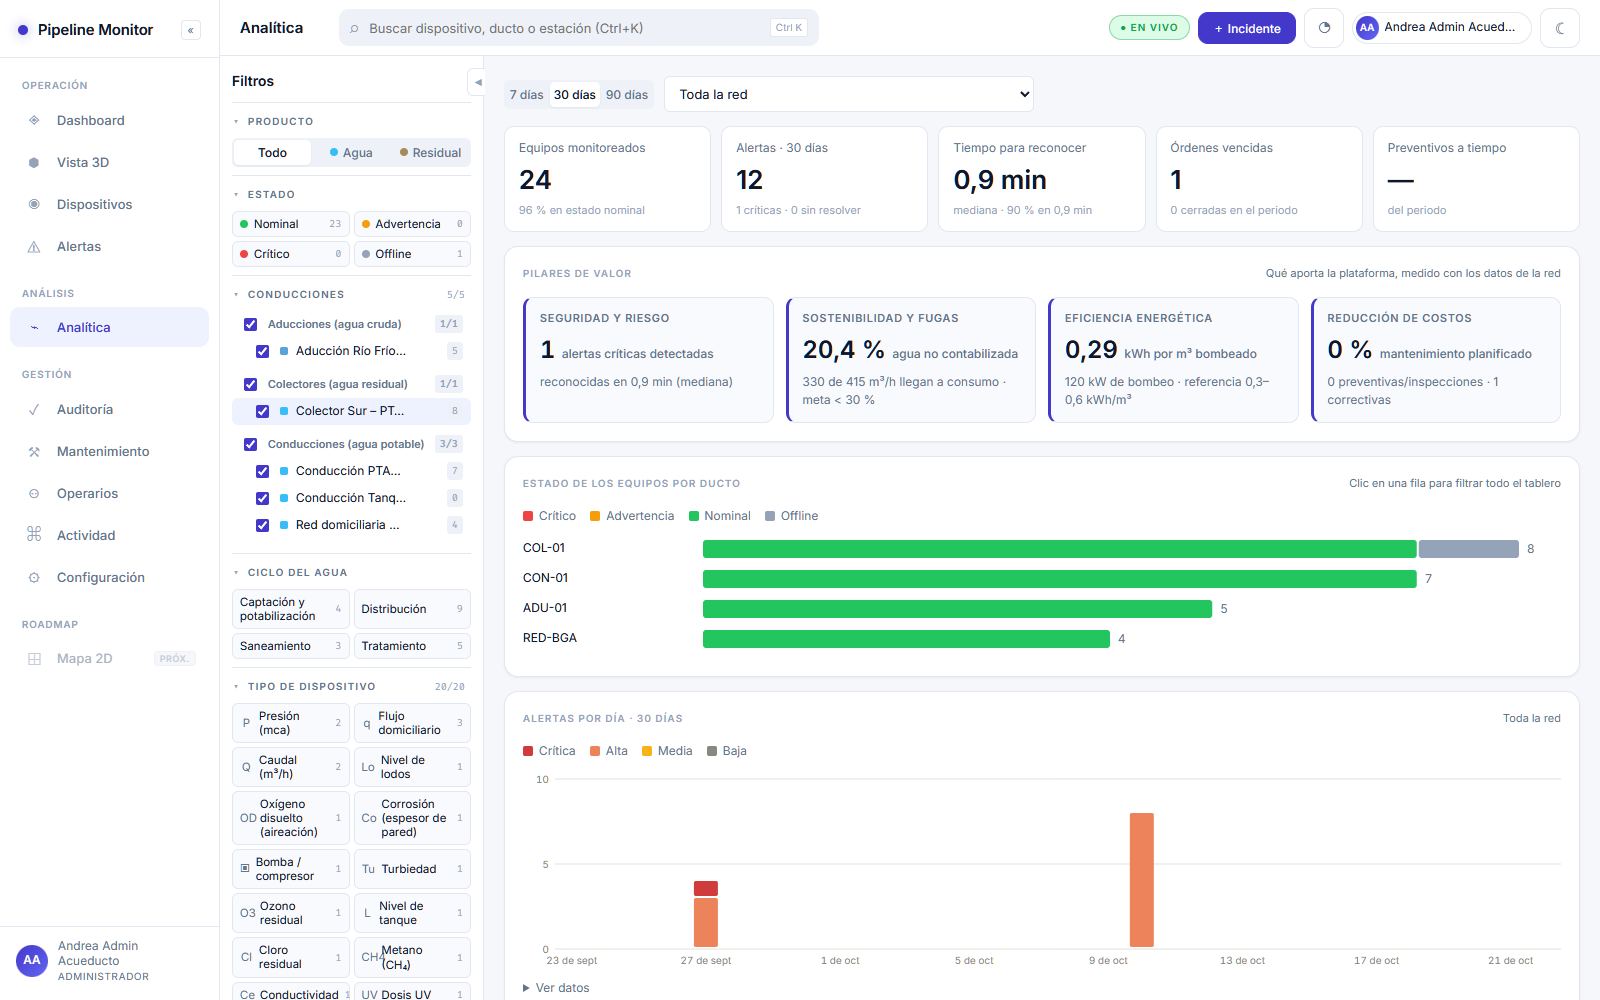 Pipeline Monitor
«
OPERACIÓN
Dashboard
Vista 3D
Dispositivos
Alertas
ANÁLISIS
Analítica
GESTIÓN
Auditoría
Mantenimiento
Operarios
Actividad
Configuración
ROADMAP
Mapa 2D PRÓX.
AA
Andrea Admin
Acueducto
ADMINISTRADOR
Analítica
Buscar dispositivo, ducto o estación (Ctrl+K) Ctrl K
• EN VIVO
+ Incidente
AA Andrea Admin Acued...
Filtros
PRODUCTO
Todo Agua Residual
ESTADO
Nominal 23 Advertencia 0
Crítico 0 Offline 1
CONDUCCIONES 5/5
Aducciones (agua cruda) 1/1
Aducción Río Frío... 5
Colectores (agua residual) 1/1
Colector Sur – PT... 8
Conducciones (agua potable) 3/3
Conducción PTA... 7
Conducción Tanq... 0
Red domiciliaria ... 4
CICLO DEL AGUA
Captación y potabilización 4 Distribución 9
Saneamiento 3 Tratamiento 5
TIPO DE DISPOSITIVO 20/20
P Presión (mca) 2 q Flujo domiciliario 3
Q Caudal (m³/h) 2 Lo Nivel de lodos 1
OD Oxígeno disuelto (aireación) 1 Co Corrosión (espesor de pared) 1
Bomba / compresor 1 Tu Turbiedad 1
O3 Ozono residual 1 L Nivel de tanque 1
Cl Cloro residual 1 CH4 Metano (CH₄) 1
Ce Conductividad 1 UV Dosis UV 1
7 días 30 días 90 días Toda la red
Equipos monitoreados
24
96 % en estado nominal
Alertas · 30 días
12
1 críticas · 0 sin resolver
Tiempo para reconocer
0,9 min
mediana · 90 % en 0,9 min
Órdenes vencidas
1
0 cerradas en el periodo
Preventivos a tiempo
—
del periodo
PILARES DE VALOR Qué aporta la plataforma, medido con los datos de la red
SEGURIDAD Y RIESGO
1 alertas críticas detectadas
reconocidas en 0,9 min (mediana)
SOSTENIBILIDAD Y FUGAS
20,4 % agua no contabilizada
330 de 415 m³/h llegan a consumo ·
meta < 30 %
EFICIENCIA ENERGÉTICA
0,29 kWh por m³ bombeado
120 kW de bombeo · referencia 0,3–
0,6 kWh/m³
REDUCCIÓN DE COSTOS
0 % mantenimiento planificado
0 preventivas/inspecciones · 1
correctivas
ESTADO DE LOS EQUIPOS POR DUCTO Clic en una fila para filtrar todo el tablero
Crítico Advertencia Nominal Offline
COL-01 8
CON-01 7
ADU-01 5
RED-BGA 4
ALERTAS POR DÍA · 30 DÍAS Toda la red
Crítica Alta Media Baja
10
5
0
23 de sept 27 de sept 1 de oct 5 de oct 9 de oct 13 de oct 17 de oct 21 de oct
Ver datos